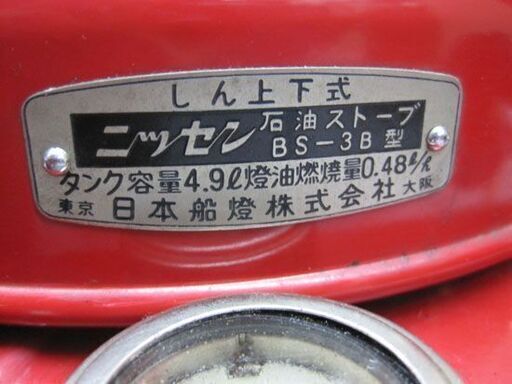 しん上下式
ニッセン 石油ストーブ
BS-3B型
タンク容量4.9ℓ燈油燃焼量0.48ℓ/h
東京 日本船燈株式会社 大阪